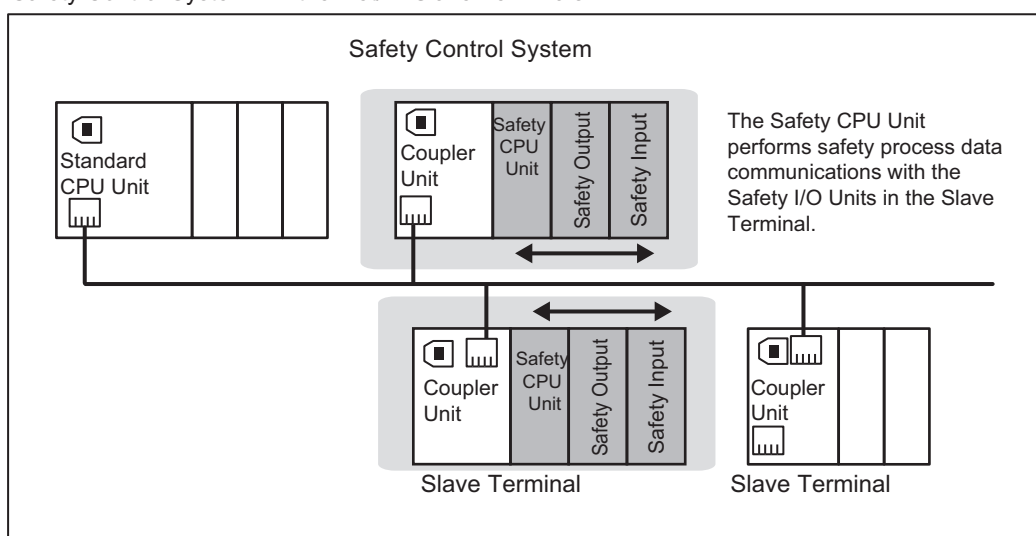 Safety Control System
Standard
CPU Unit
Coupler
Unit
Safety
CPU
Unit
Safety Output
Safety Input
The Safety CPU Unit
performs safety process data
communications with the
Safety I/O Units in the Slave
Terminal.
Coupler
Unit
Safety
CPU
Unit
Safety Output
Safety Input
Slave Terminal
Coupler
Unit
Slave Terminal